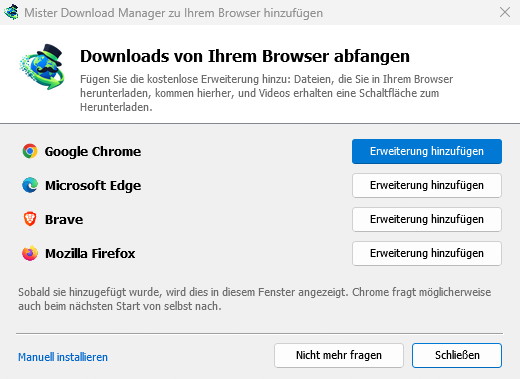 Mister Download Manager zu Ihrem Browser hinzufügen
Downloads von Ihrem Browser abfangen
Fügen Sie die kostenlose Erweiterung hinzu: Dateien, die Sie in Ihrem Browser
herunterladen, kommen hierher, und Videos erhalten eine Schaltfläche zum
Herunterladen.
Google Chrome
Erweiterung hinzufügen
Microsoft Edge
Erweiterung hinzufügen
Brave
Erweiterung hinzufügen
Mozilla Firefox
Erweiterung hinzufügen
Sobald sie hinzugefügt wurde, wird dies in diesem Fenster angezeigt. Chrome fragt möglicherweise
auch beim nächsten Start von selbst nach.
Manuell installieren
Nicht mehr fragen
Schließen